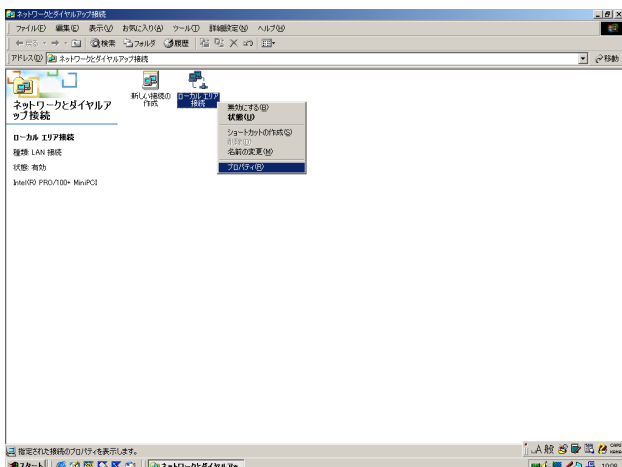 ネットワークとダイヤルアップ接続
ファイル(F) 編集(E) 表示(V) お気に入り(A) ツール(T) 詳細設定(N) ヘルプ(H)
戻る 検索 フォルダ 履歴
アドレス(D) ネットワークとダイヤルアップ接続 移動
ネットワークとダイヤルア
ップ接続
ローカル エリア接続
種類: LAN 接続
状態: 有効
Intel(R) PRO/100+ MiniPCI
新しい接続の
作成
ローカル エリア
接続
無効にする(B)
状態(U)
ショートカットの作成(S)
削除(D)
名前の変更(M)
プロパティ(R)
指定された接続のプロパティを表示します。
A 般
CAPS
KANA
スタート
ネットワークとダイヤルア...
10:08